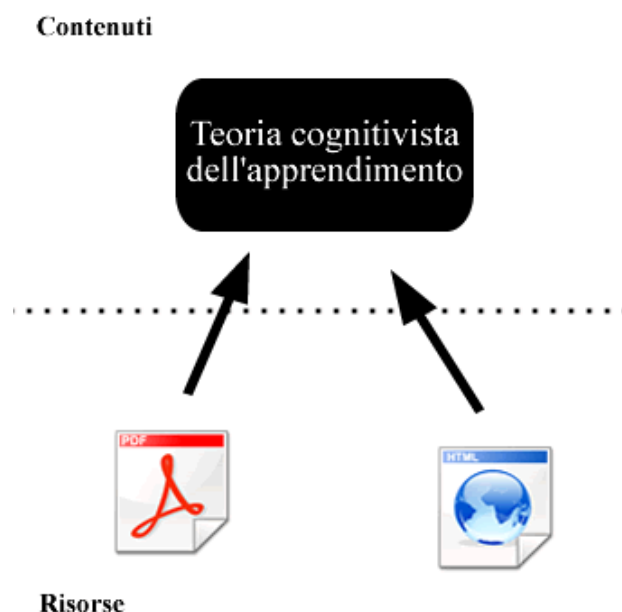 Contenuti
Teoria cognitivista
dell'apprendimento
PDF
HTML
Risorse